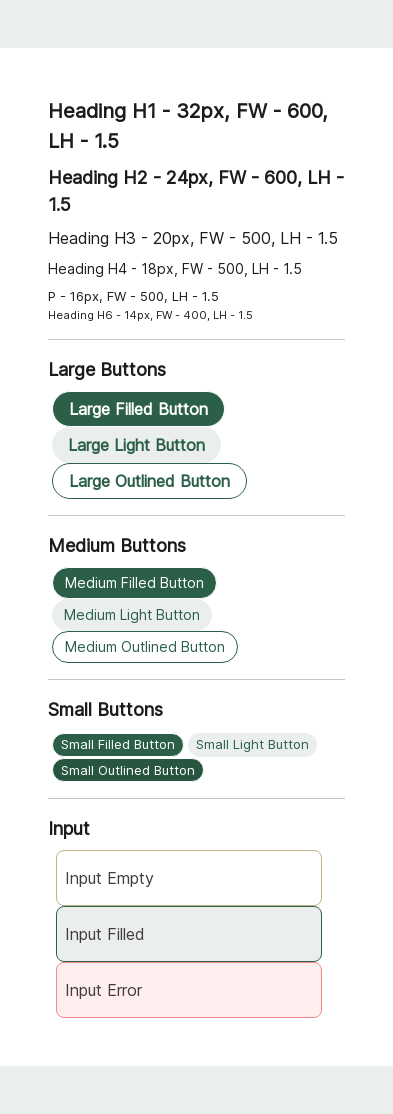 Heading H1 - 32px, FW - 600,
LH - 1.5
Heading H2 - 24px, FW - 600, LH -
1.5
Heading H3 - 20px, FW - 500, LH - 1.5
Heading H4 - 18px, FW - 500, LH - 1.5
P - 16px, FW - 500, LH - 1.5
Heading H6 - 14px, FW - 400, LH - 1.5
Large Buttons
Large Filled Button
Large Light Button
Large Outlined Button
Medium Buttons
Medium Filled Button
Medium Light Button
Medium Outlined Button
Small Buttons
Small Filled Button Small Light Button
Small Outlined Button
Input
Input Empty
Input Filled
Input Error